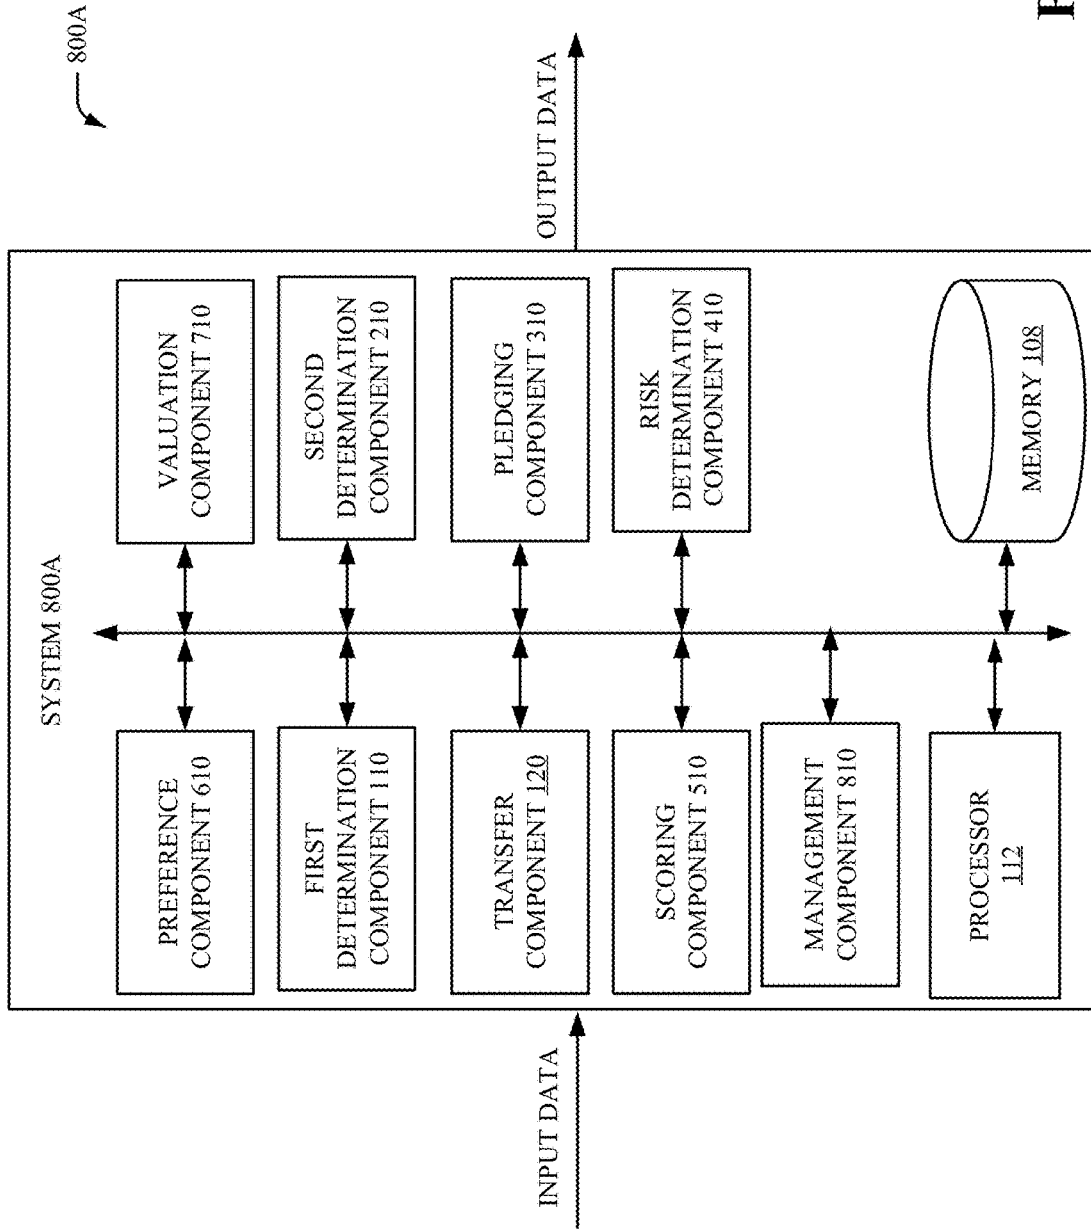 SYSTEM 800A
800A
PREFERENCE
COMPONENT 610
VALUATION
COMPONENT 710
FIRST
DETERMINATION
COMPONENT 110
SECOND
DETERMINATION
COMPONENT 210
INPUT DATA
OUTPUT DATA
TRANSFER
COMPONENT 120
PLEDGING
COMPONENT 310
SCORING
COMPONENT 510
RISK
DETERMINATION
COMPONENT 410
MANAGEMENT
COMPONENT 810
PROCESSOR
112
MEMORY 108